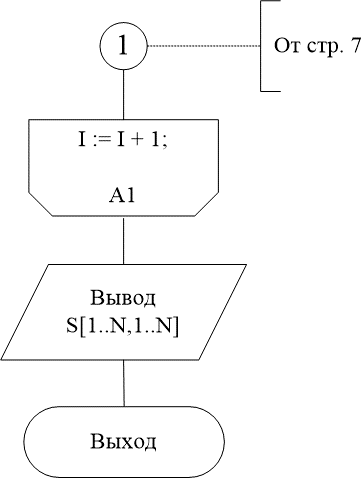 1
От стр. 7
I := I + 1;
A1
Вывод
S[1..N,1..N]
Выход